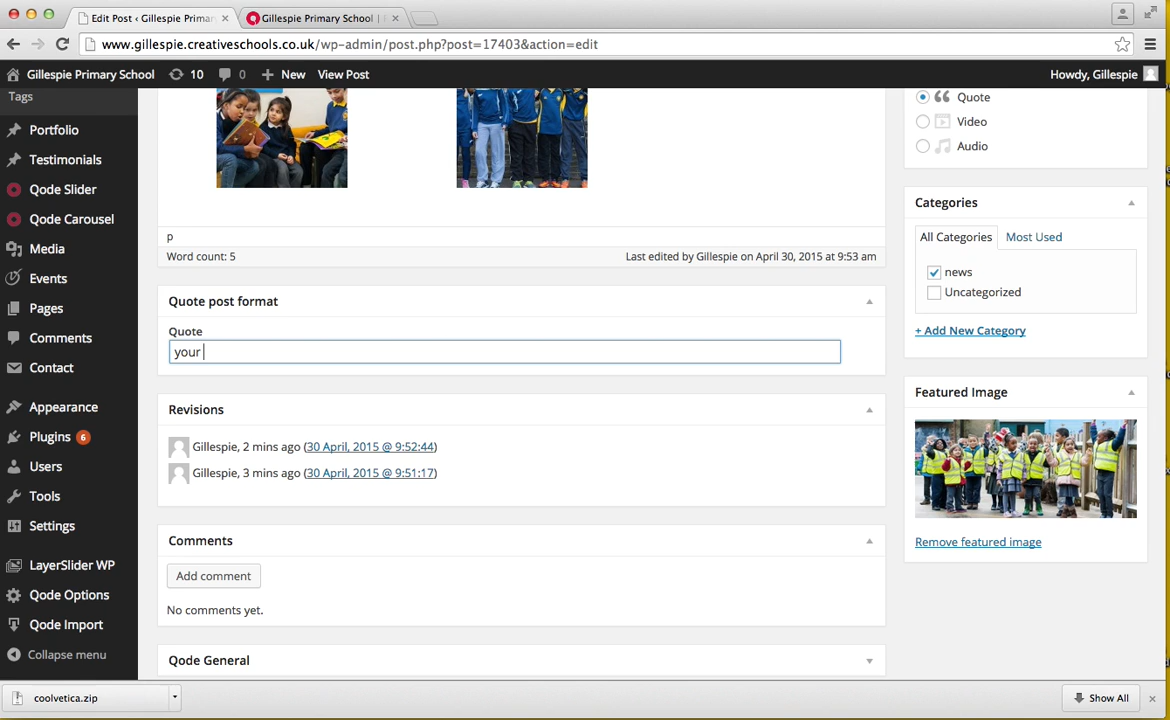 Edit Post ‹ Gillespie Primar
Gillespie Primary School |
www.gillespie.creativeschools.co.uk/wp-admin/post.php?post=17403&action=edit
Gillespie Primary School
10
0
New
View Post
Howdy, Gillespie
Tags
Portfolio
Testimonials
Qode Slider
Qode Carousel
Media
Events
Pages
Comments
Contact
Appearance
Plugins 6
Users
Tools
Settings
LayerSlider WP
Qode Options
Qode Import
Collapse menu
p
Word count: 5
Last edited by Gillespie on April 30, 2015 at 9:53 am
Quote post format
Quote
your
Revisions
Gillespie, 2 mins ago (30 April, 2015 @ 9:52:44)
Gillespie, 3 mins ago (30 April, 2015 @ 9:51:17)
Comments
Add comment
No comments yet.
Qode General
Quote
Video
Audio
Categories
All Categories
Most Used
news
Uncategorized
+ Add New Category
Featured Image
Remove featured image
coolvetica.zip
Show All